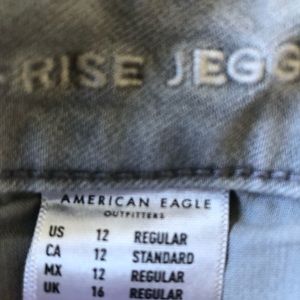 -RISE JEGG
AMERICAN EAGLE
OUTFITTERS
US 12 REGULAR
CA 12 STANDARD
MX 12 REGULAR
UK 16 REGULAR